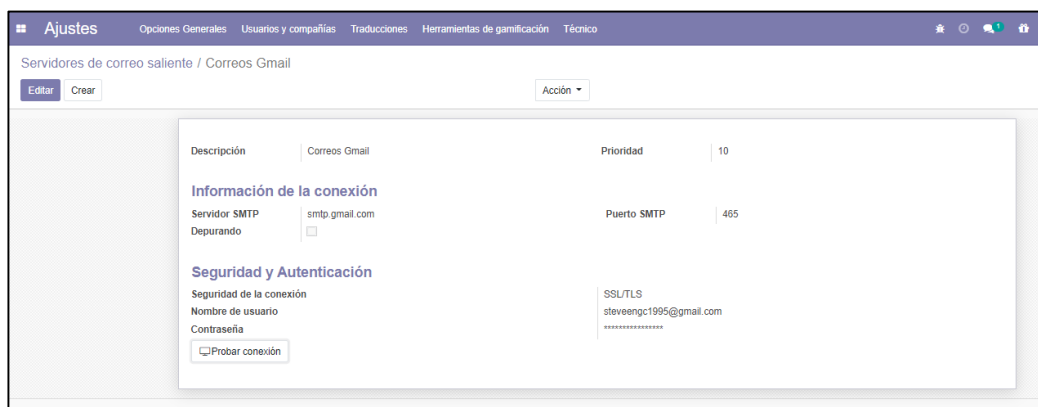 Ajustes Opciones Generales Usuarios y compañías Traducciones Herramientas de gamificación Técnico 1
Servidores de correo saliente / Correos Gmail
Editar Crear Acción
Descripción Correos Gmail Prioridad 10
Información de la conexión
Servidor SMTP smtp.gmail.com Puerto SMTP 465
Depurando
Seguridad y Autenticación
Seguridad de la conexión SSL/TLS
Nombre de usuario steveengc1995@gmail.com
Contraseña ***************
Probar conexión